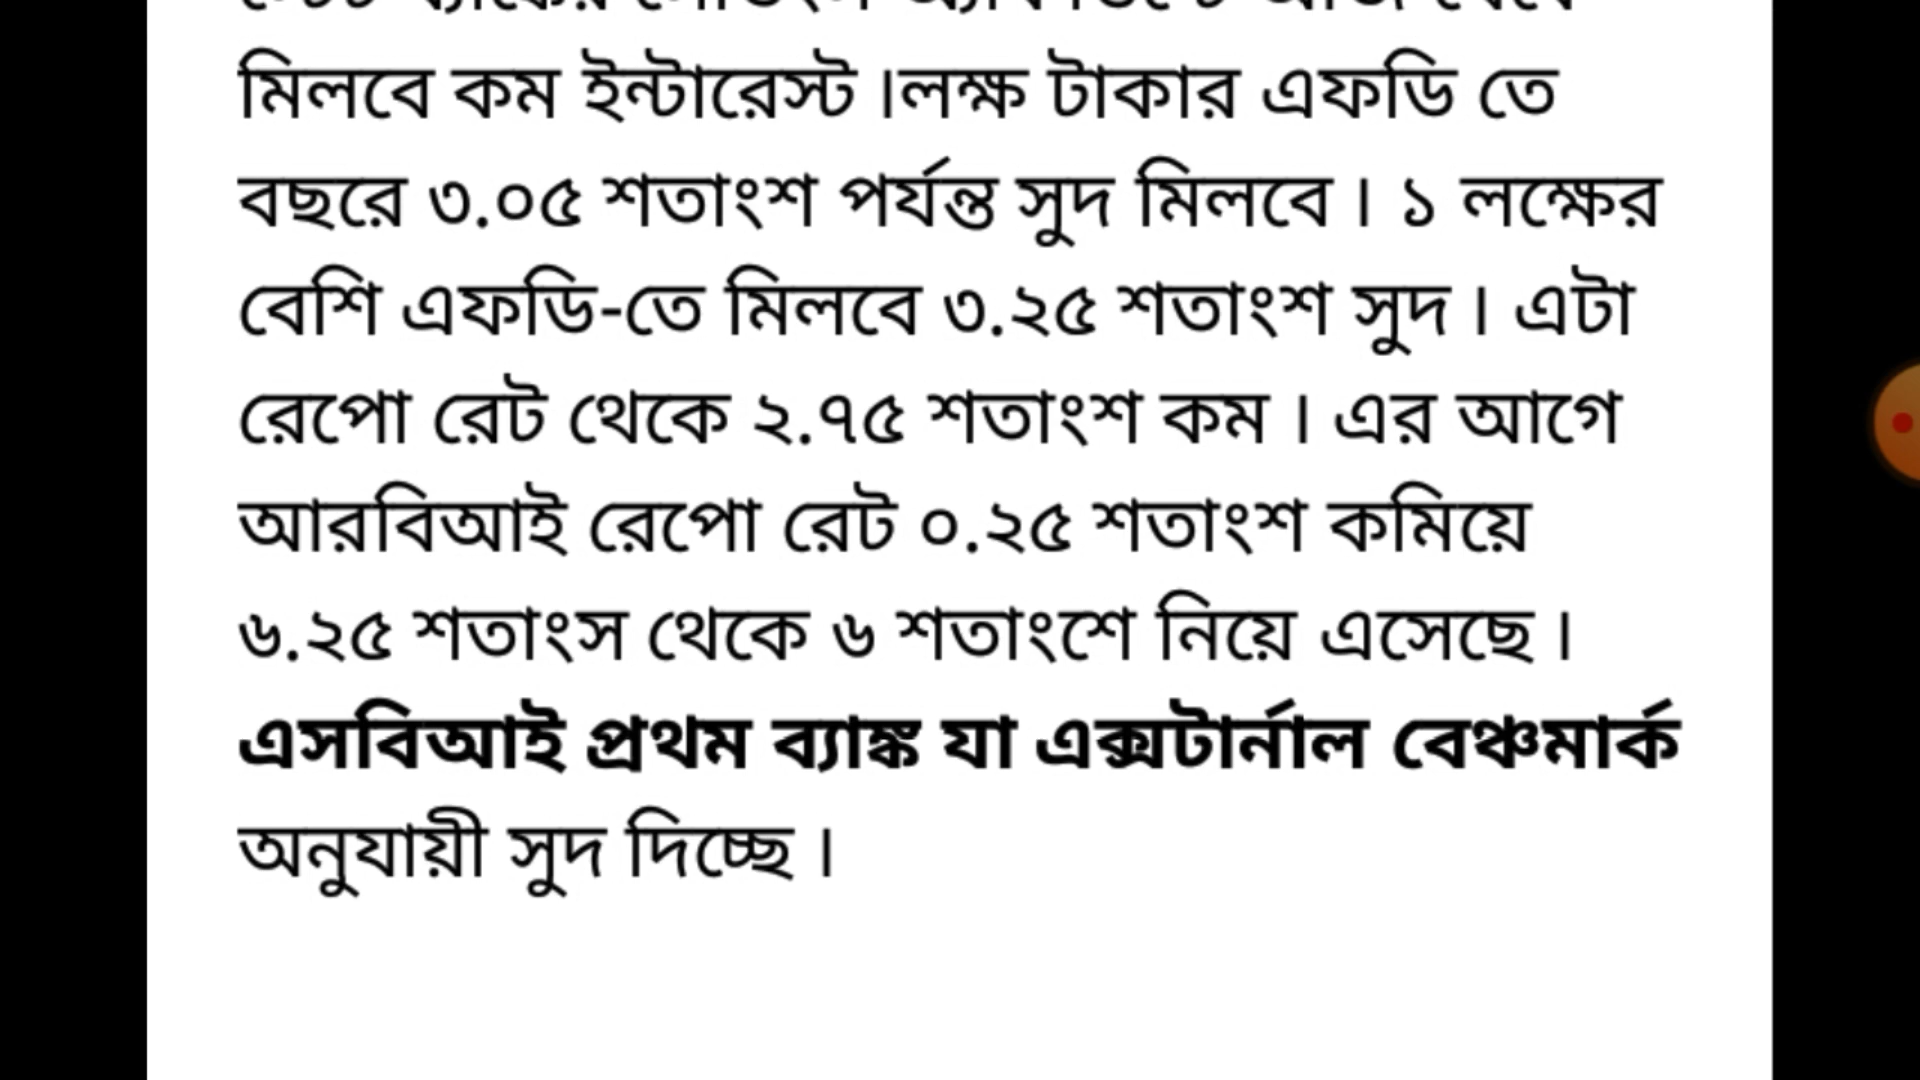 মিলবে কম ইন্টারেস্ট ।লক্ষ টাকার এফডি তে
বছরে ৩.০৫ শতাংশ পর্যন্ত সুদ মিলবে । ১ লক্ষের
বেশি এফডি-তে মিলবে ৩.২৫ শতাংশ সুদ । এটা
রেপো রেট থেকে ২.৭৫ শতাংশ কম । এর আগে
আরবিআই রেপো রেট ০.২৫ শতাংশ কমিয়ে
৬.২৫ শতাংস থেকে ৬ শতাংশে নিয়ে এসেছে ।
এসবিআই প্রথম ব্যাঙ্ক যা এক্সটার্নাল বেঞ্চমার্ক
অনুযায়ী সুদ দিচ্ছে ।